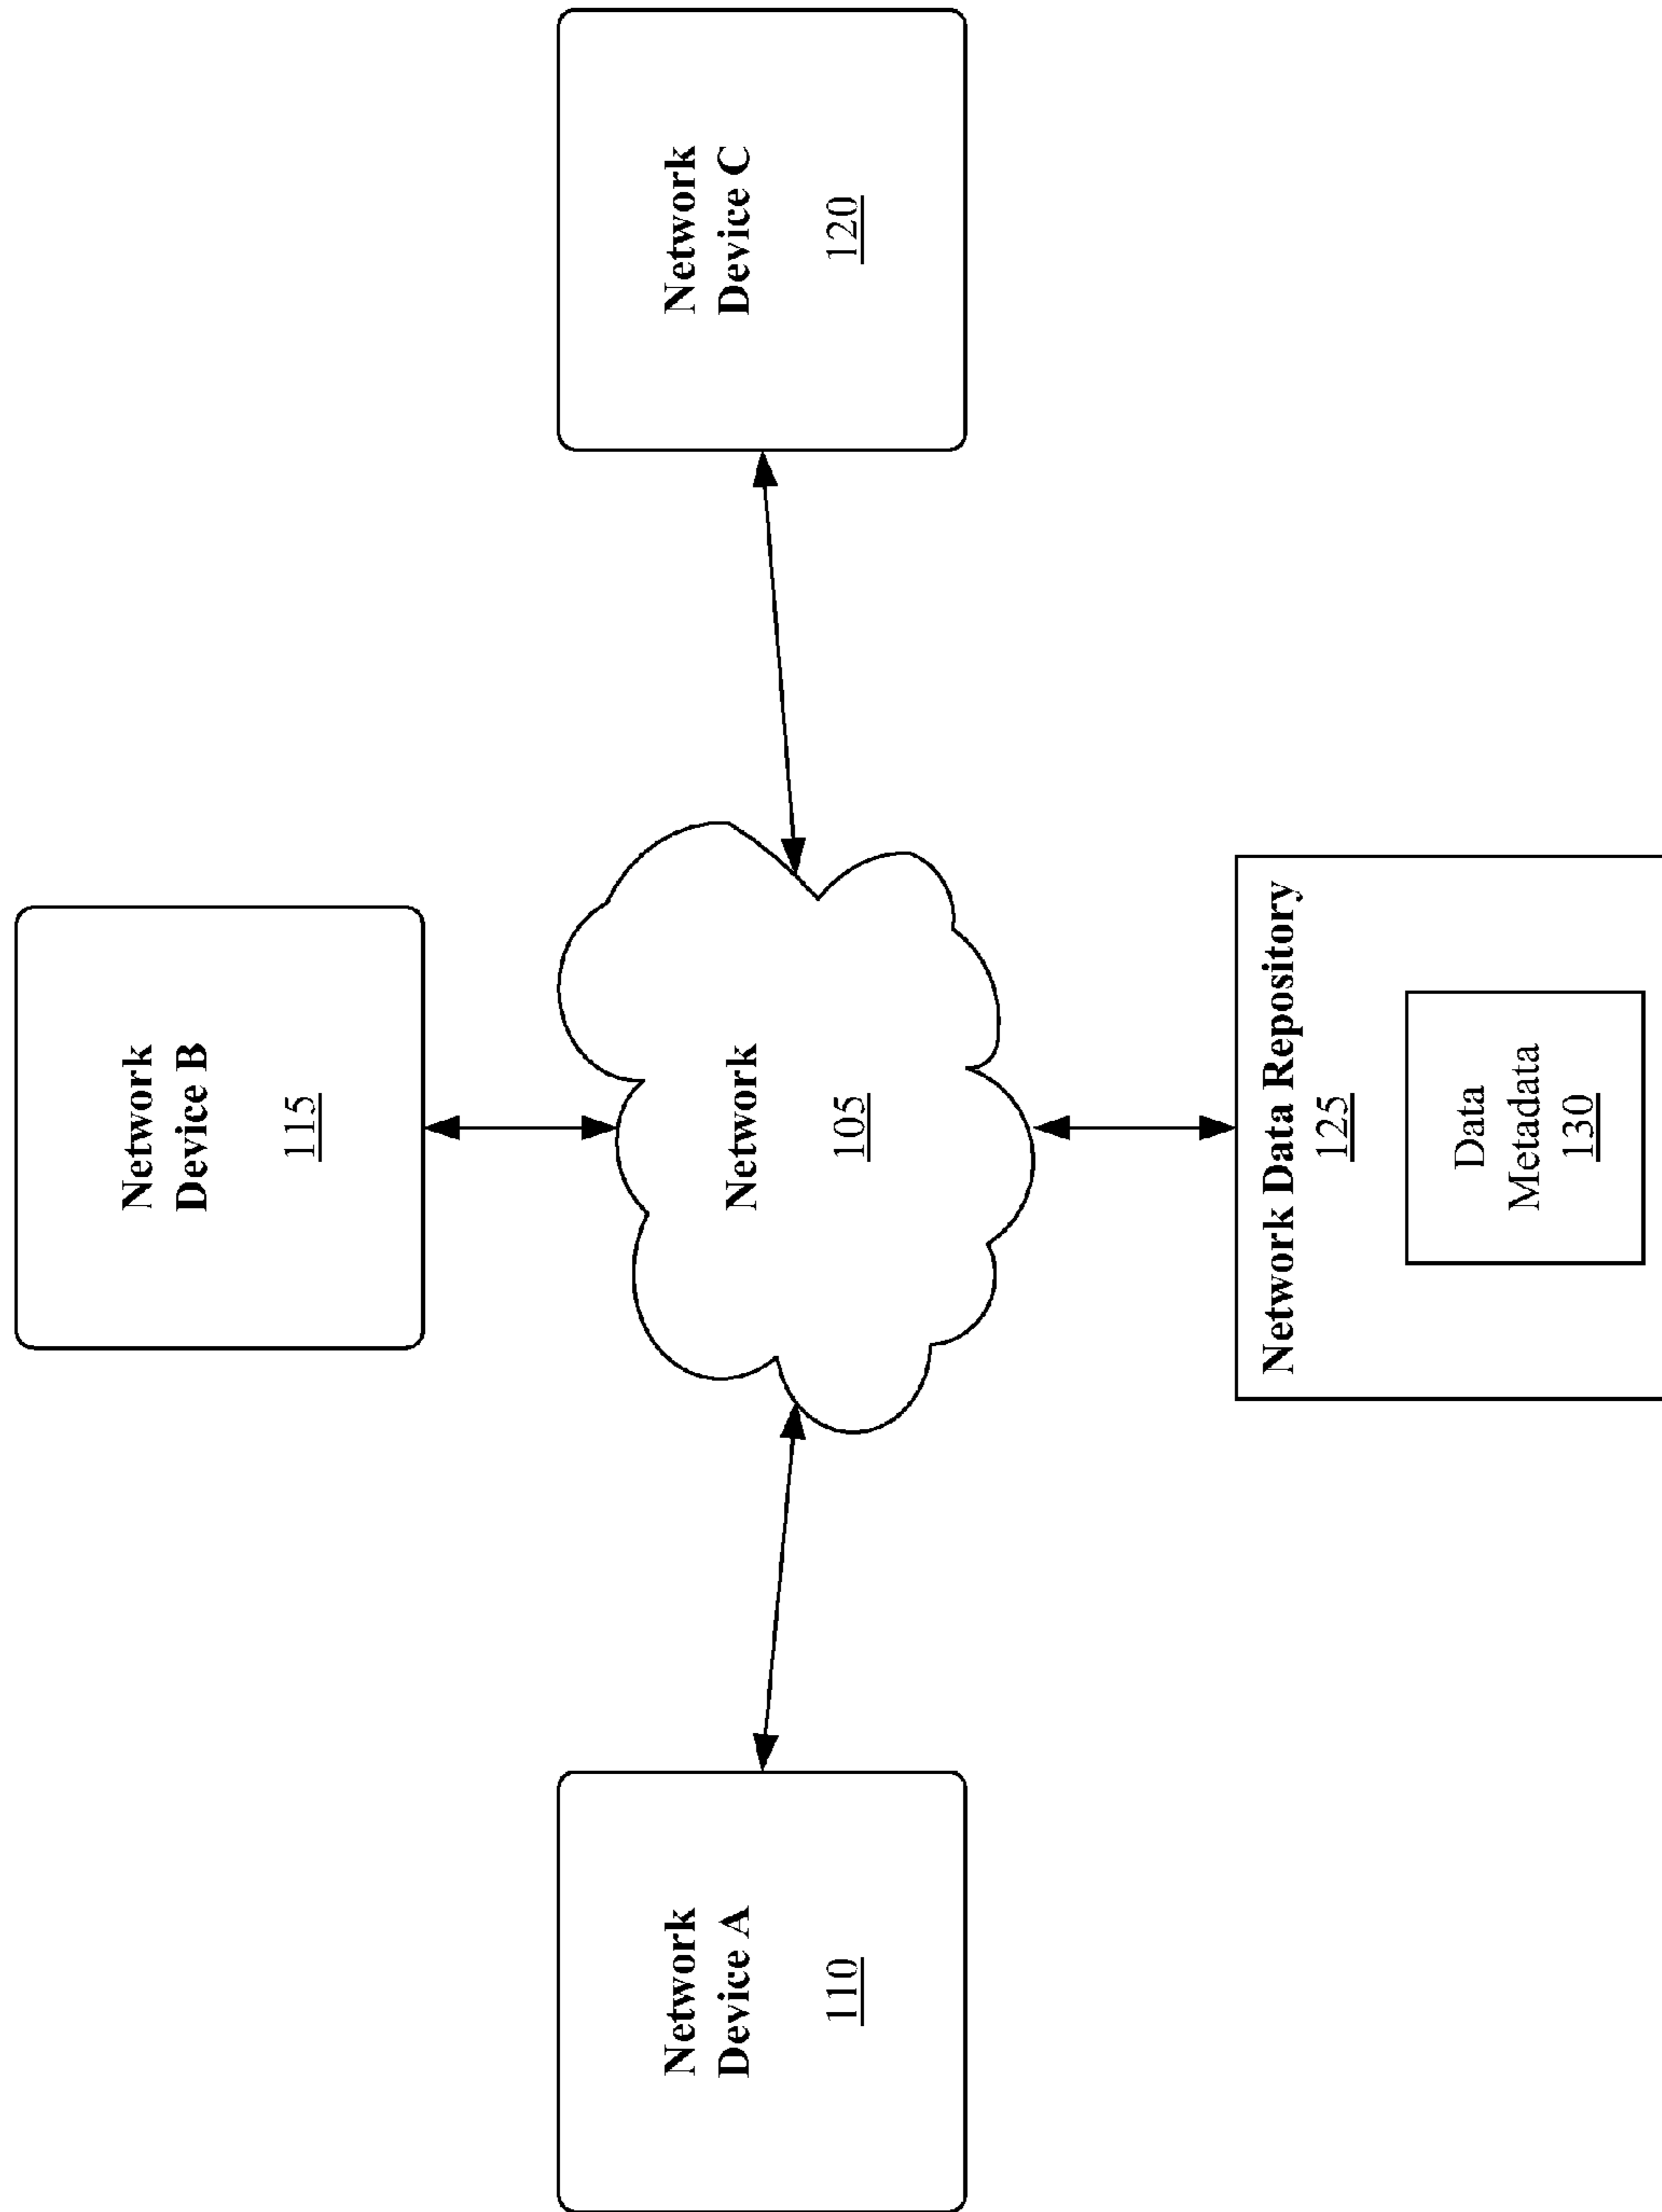 Network
Device B
115
Network
Device A
110
Network
105
Network
Device C
120
Network Data Repository
125
Data
Metadata
130